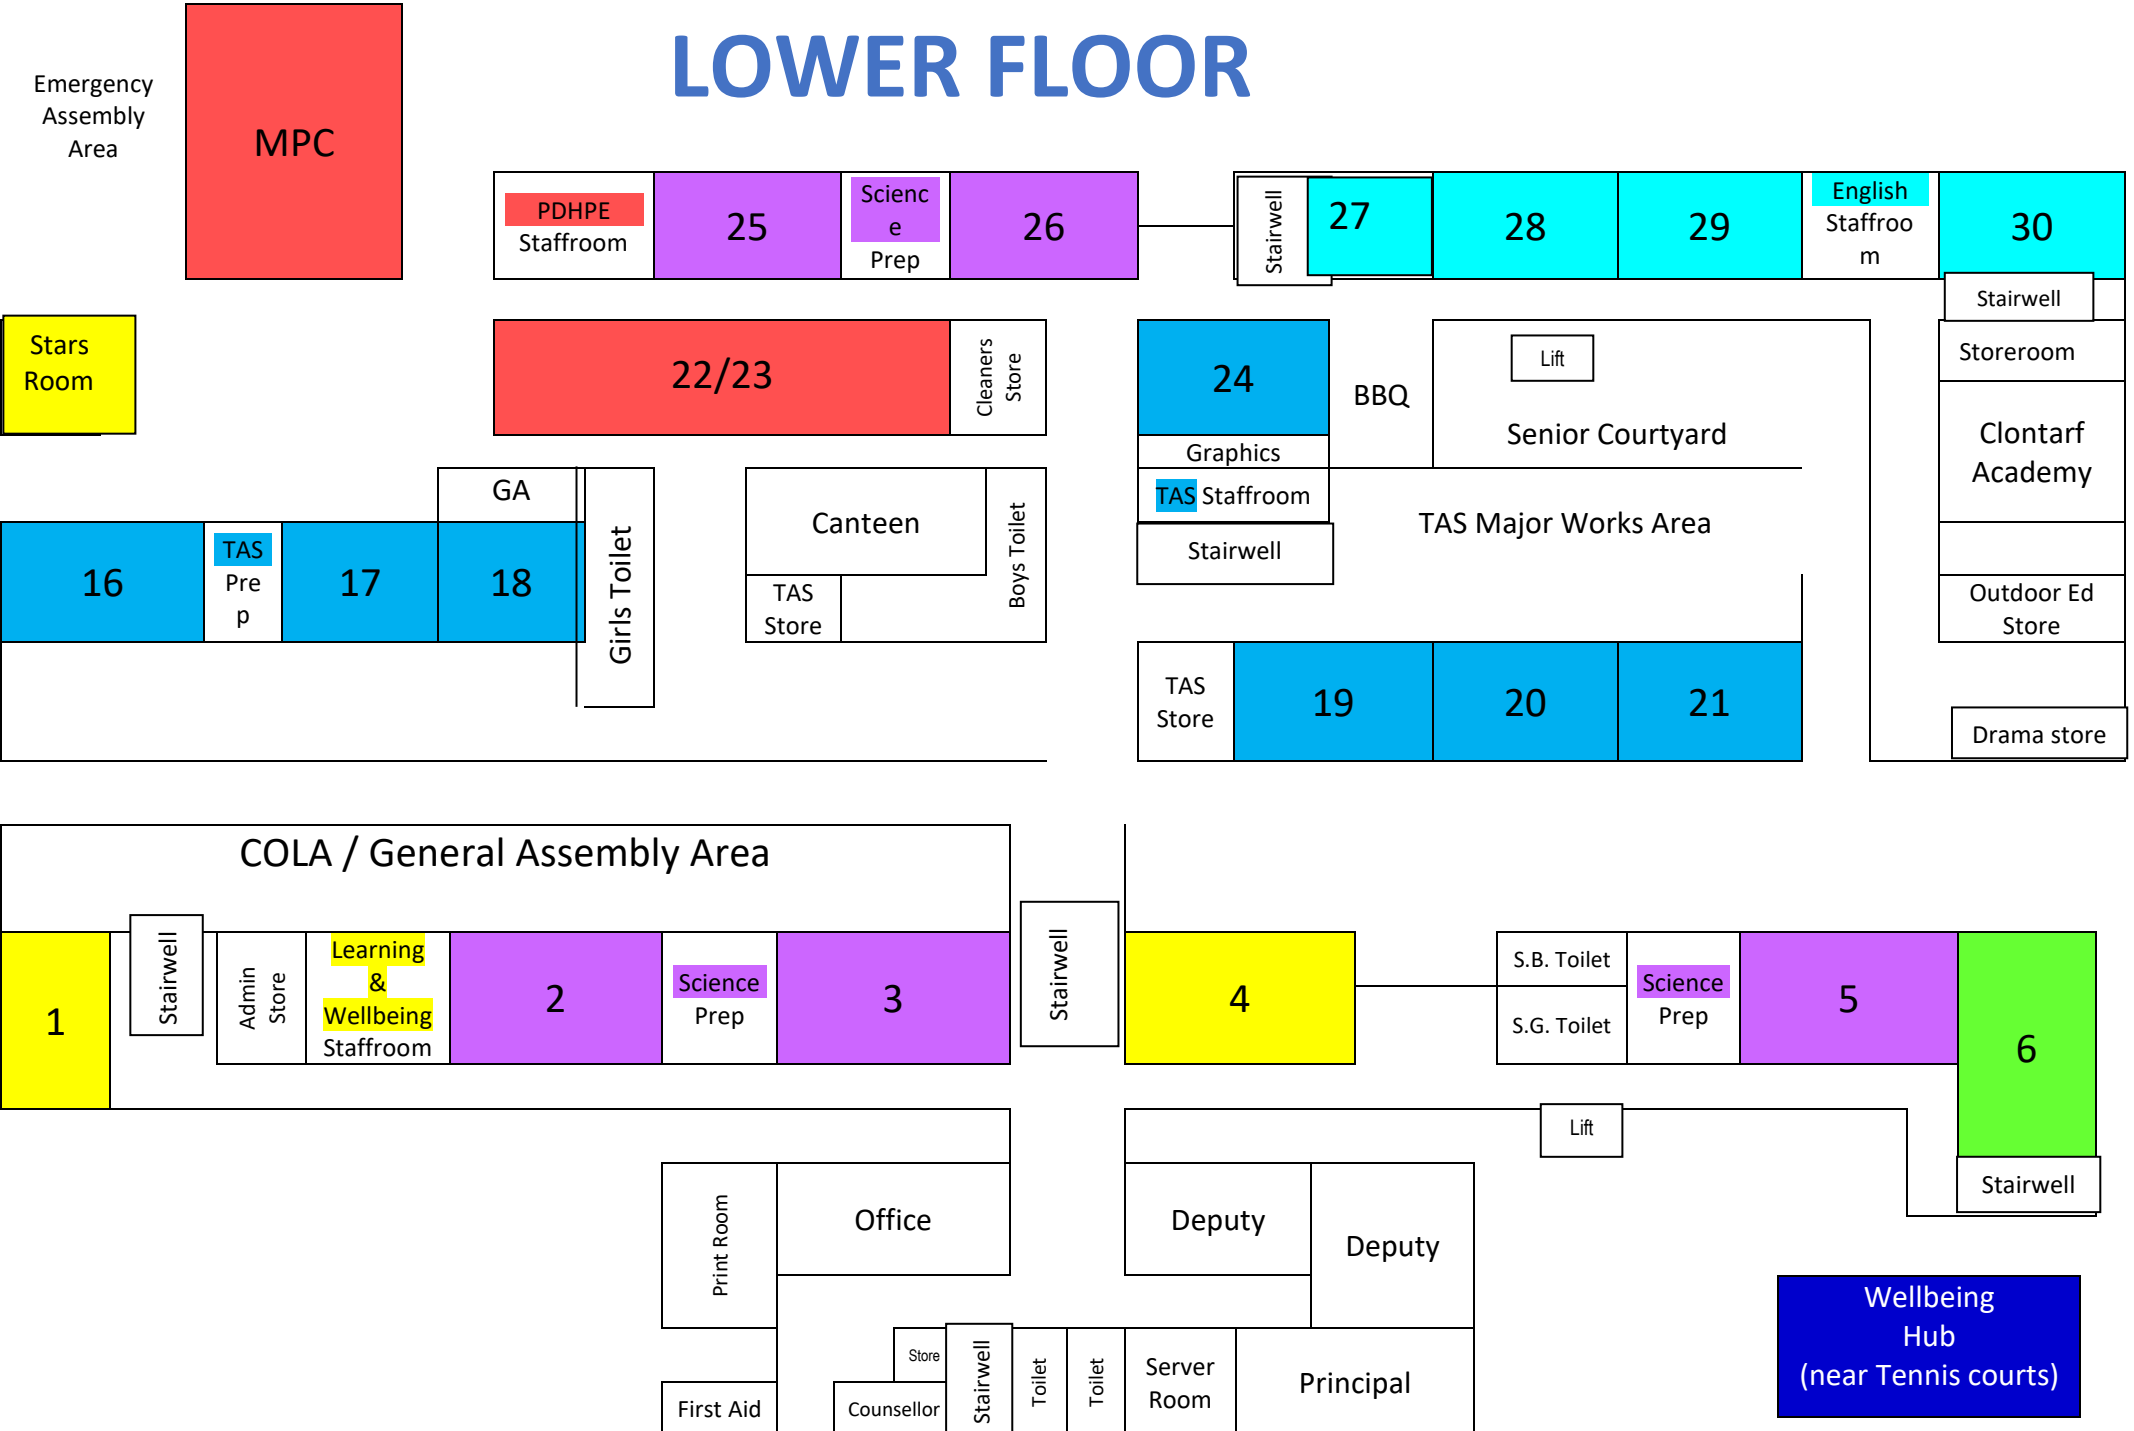 LOWER FLOOR
Emergency
Assembly
Area
MPC
PDHPE
Staffroom
25
Scienc
e
Prep
26
Stairwell
27
28
29
English
Staffroo
m
30
Stairwell
Stars
Room
22/23
Cleaners
Store
24
Graphics
TAS Staffroom
Stairwell
BBQ
Lift
Senior Courtyard
TAS Major Works Area
Storeroom
Clontarf
Academy
Outdoor Ed
Store
Drama store
GA
16
TAS
Pre
p
17
18
Girls Toilet
Canteen
TAS
Store
Boys Toilet
TAS
Store
19
20
21
COLA / General Assembly Area
1
Stairwell
Admin
Store
Learning
&
Wellbeing
Staffroom
2
Science
Prep
3
Stairwell
4
S.B. Toilet
S.G. Toilet
Science
Prep
5
6
Lift
Stairwell
Print Room
Office
Deputy
Deputy
Store
Stairwell
Toilet
Toilet
Server
Room
Principal
First Aid
Counsellor
Wellbeing
Hub
(near Tennis courts)